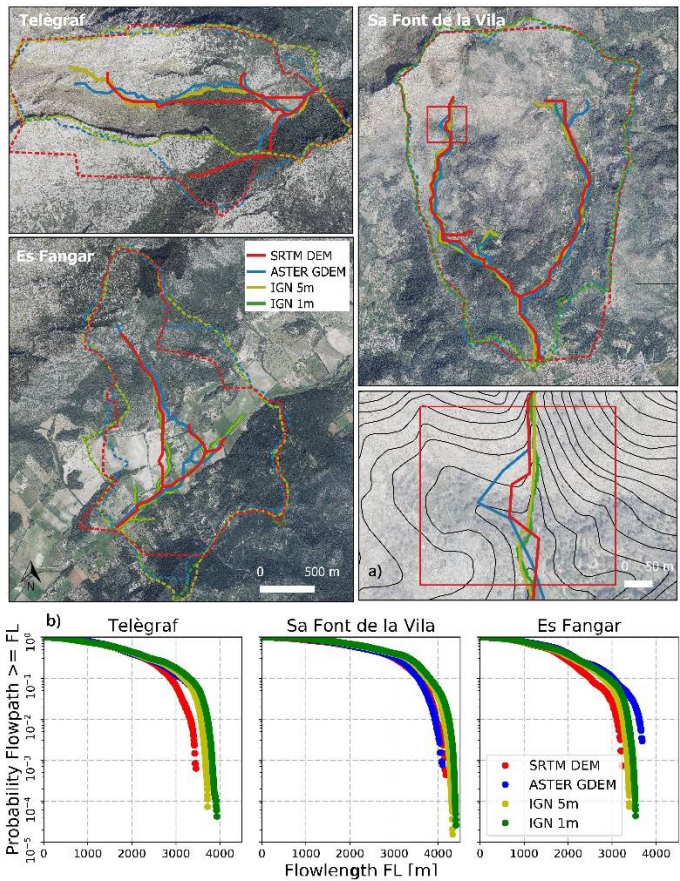 Telègraf
Sa Font de la Vila
Es Fangar
SRTM DEM
ASTER GDEM
IGN 5m
IGN 1m
N
0 500 m
a)
0 50 m
b)
Telègraf
Sa Font de la Vila
Es Fangar
Probability Flowpath >= FL
10⁰
10⁻¹
10⁻²
10⁻³
10⁻⁴
10⁻⁵
SRTM DEM
ASTER GDEM
IGN 5m
IGN 1m
0 1000 2000 3000 4000
0 1000 2000 3000 4000
0 1000 2000 3000 4000
Flowlength FL [m]